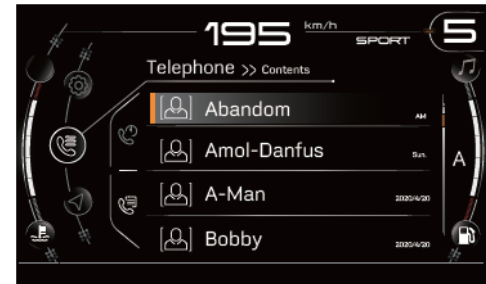 195 km/h SPORT 5
Telephone >> Contents
Abandom AM
Amol-Danfus Sun.
A
A-Man 2020/4/20
Bobby 2020/4/20